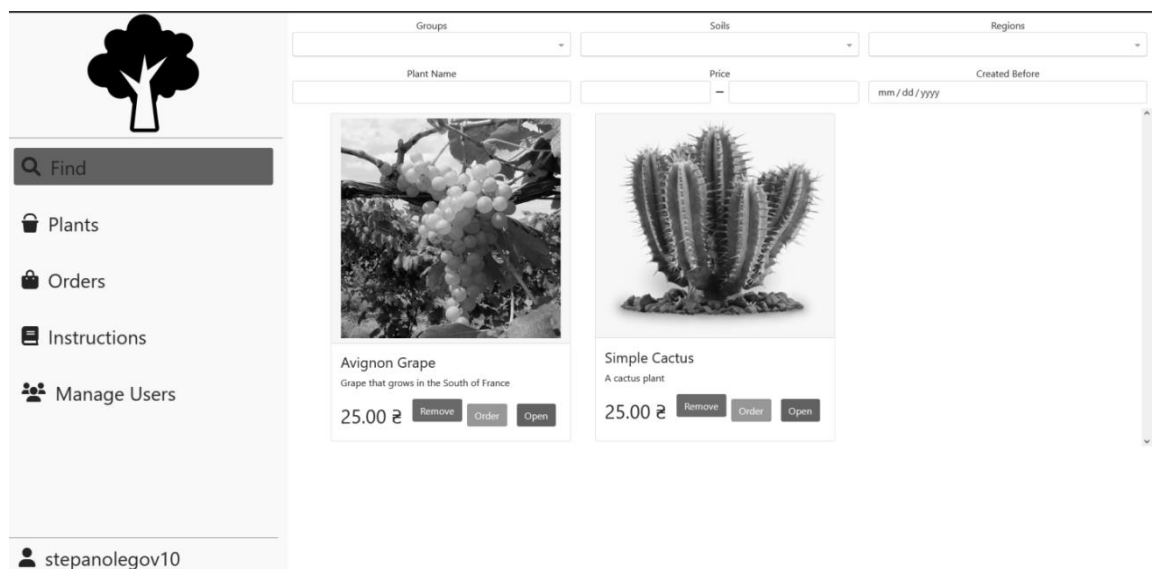 Find
Plants
Orders
Instructions
Manage Users
stepanolegov10
Groups
Soils
Regions
Plant Name
Price
Created Before
–
mm / dd / yyyy
Avignon Grape
Grape that grows in the South of France
25.00 ₴ Remove Order Open
Simple Cactus
A cactus plant
25.00 ₴ Remove Order Open